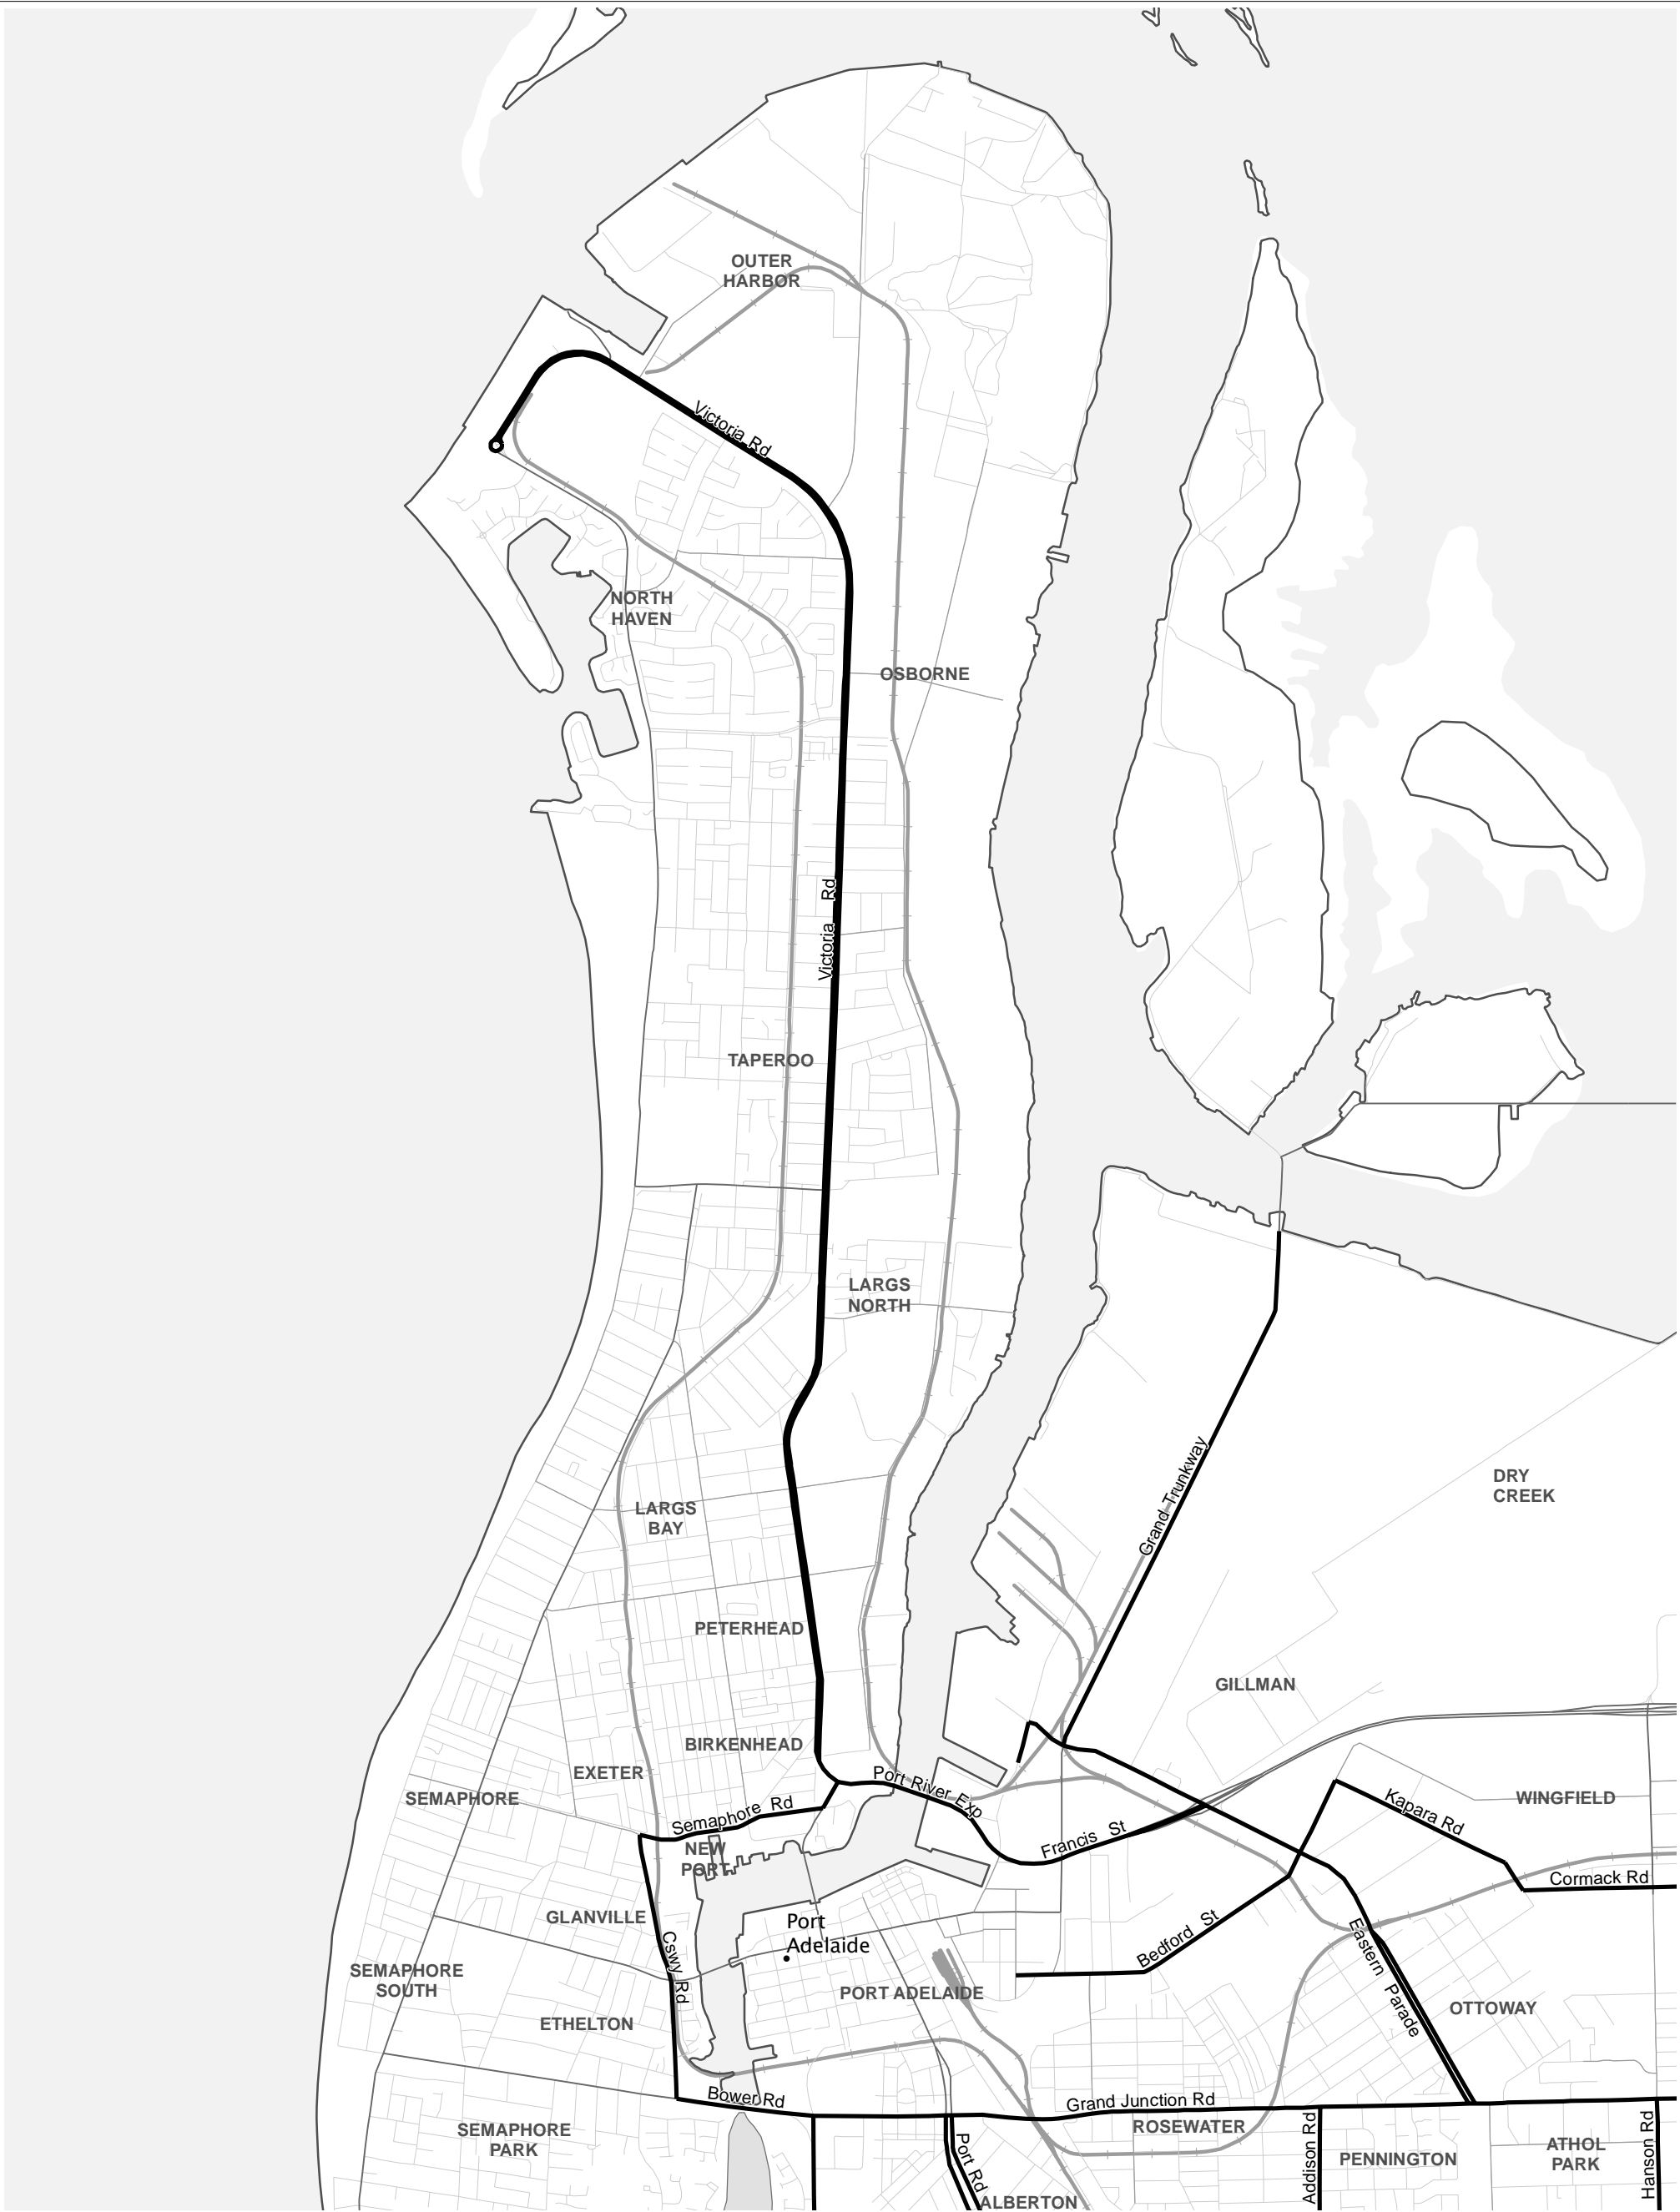 OUTER
HARBOR
Victoria Rd
NORTH
HAVEN
OSBORNE
Victoria Rd
TAPEROO
LARGS
NORTH
Grand Trunkway
DRY
CREEK
LARGS
BAY
PETERHEAD
GILLMAN
BIRKENHEAD
EXETER
Port River Exp
SEMAPHORE
Semaphore Rd
WINGFIELD
Kapara Rd
Francis St
NEW
PORT
Cormack Rd
GLANVILLE
Port
Adelaide
Bedford St
Eastern Parade
Cswy Rd
SEMAPHORE
SOUTH
PORT ADELAIDE
OTTOWAY
ETHELTON
Bower Rd
Grand Junction Rd
ROSEWATER
SEMAPHORE
PARK
Port Rd
Addison Rd
PENNINGTON
ATHOL
PARK
Hanson Rd
ALBERTON